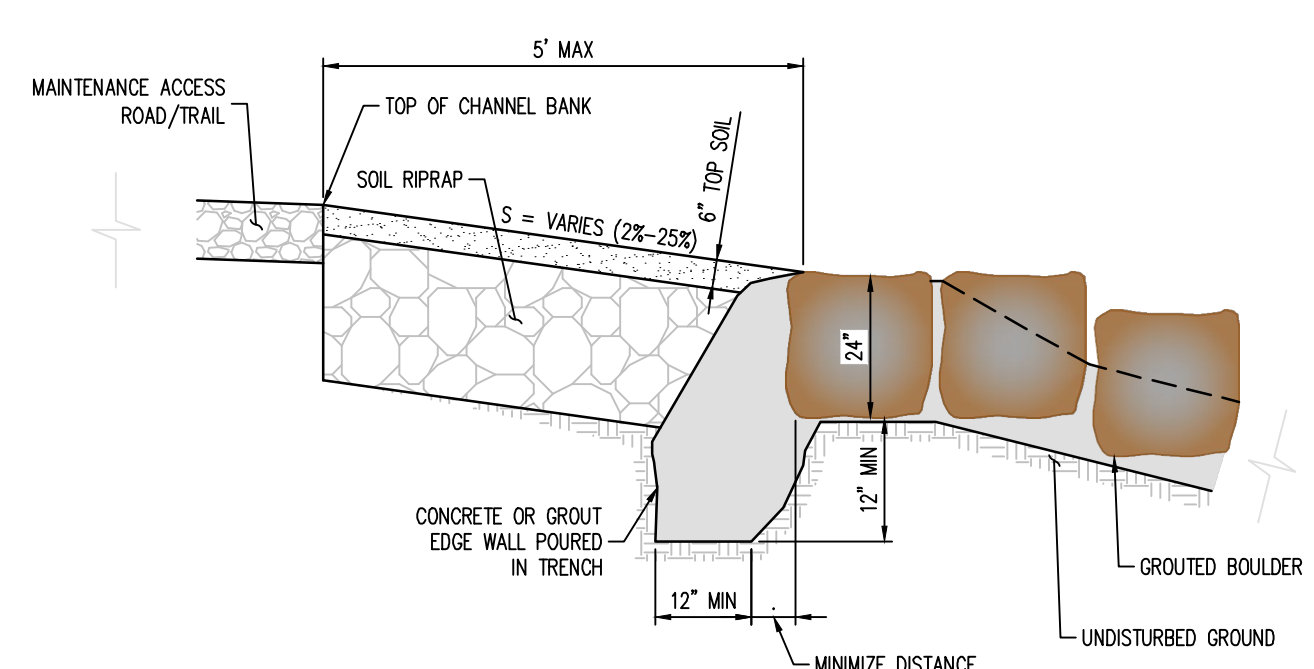 5' MAX
MAINTENANCE ACCESS
ROAD/TRAIL
TOP OF CHANNEL BANK
6" TOP SOIL
SOIL RIPRAP
S = VARIES (2%-25%)
24"
12" MIN
CONCRETE OR GROUT
EDGE WALL POURED
IN TRENCH
GROUTED BOULDER
12" MIN
UNDISTURBED GROUND
MINIMIZE DISTANCE